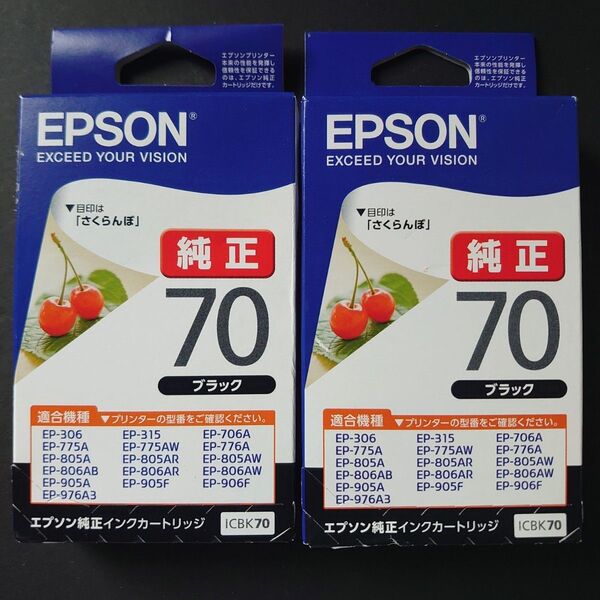 エプソンプリンター
本来の性能を発揮し
信頼性を保証できる
のは、エプソン純正
カートリッジだけです。
EPSON®
EXCEED YOUR VISION
▼目印は
「さくらんぼ」
純正
70
ブラック
適合機種 ▼プリンターの型番をご確認ください。
EP-306 EP-315 EP-706A
EP-775A EP-775AW EP-776A
EP-805A EP-805AR EP-805AW
EP-806AB EP-806AR EP-806AW
EP-905A EP-905F EP-906F
EP-976A3
エプソン純正インクカートリッジ ICBK70
エプソンプリンター
本来の性能を発揮し
信頼性を保証できる
のは、エプソン純正
カートリッジだけです。
EPSON®
EXCEED YOUR VISION
▼目印は
「さくらんぼ」
純正
70
ブラック
適合機種 ▼プリンターの型番をご確認ください。
EP-306 EP-315 EP-706A
EP-775A EP-775AW EP-776A
EP-805A EP-805AR EP-805AW
EP-806AB EP-806AR EP-806AW
EP-905A EP-905F EP-906F
EP-976A3
エプソン純正インクカートリッジ ICBK70